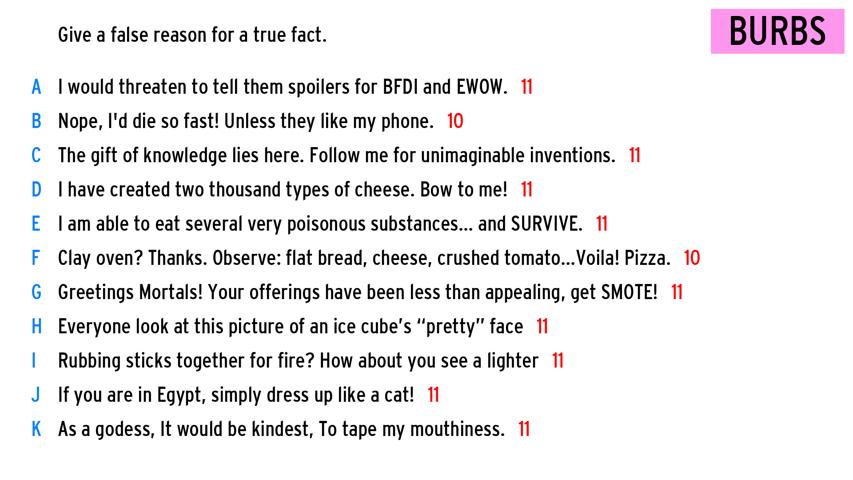 Give a false reason for a true fact.
BURBS
A I would threaten to tell them spoilers for BFDI and EWOW. 11
B Nope, I'd die so fast! Unless they like my phone. 10
C The gift of knowledge lies here. Follow me for unimaginable inventions. 11
D I have created two thousand types of cheese. Bow to me! 11
E I am able to eat several very poisonous substances... and SURVIVE. 11
F Clay oven? Thanks. Observe: flat bread, cheese, crushed tomato...Voila! Pizza. 10
G Greetings Mortals! Your offerings have been less than appealing, get SMOTE! 11
H Everyone look at this picture of an ice cube’s “pretty” face 11
I Rubbing sticks together for fire? How about you see a lighter 11
J If you are in Egypt, simply dress up like a cat! 11
K As a godess, It would be kindest, To tape my mouthiness. 11